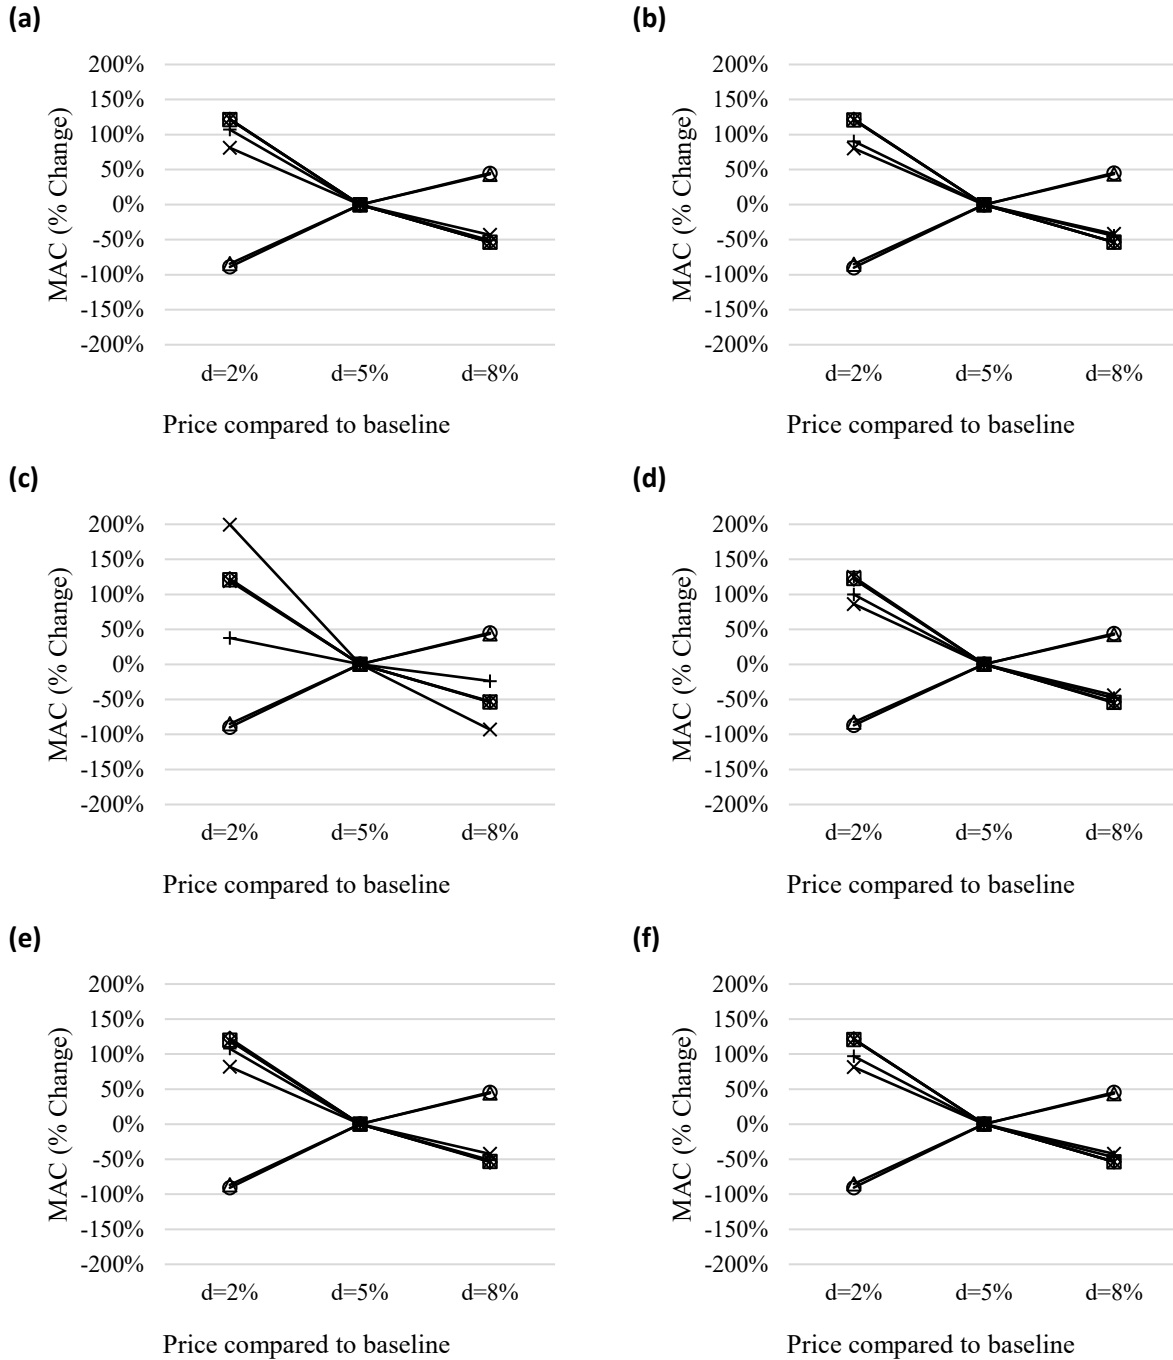 (a)
200%
150%
100%
50%
0%
-50%
-100%
-150%
-200%
MAC (% Change)
d=2% d=5% d=8%
Price compared to baseline
(b)
200%
150%
100%
50%
0%
-50%
-100%
-150%
-200%
MAC (% Change)
d=2% d=5% d=8%
Price compared to baseline
(c)
200%
150%
100%
50%
0%
-50%
-100%
-150%
-200%
MAC (% Change)
d=2% d=5% d=8%
Price compared to baseline
(d)
200%
150%
100%
50%
0%
-50%
-100%
-150%
-200%
MAC (% Change)
d=2% d=5% d=8%
Price compared to baseline
(e)
200%
150%
100%
50%
0%
-50%
-100%
-150%
-200%
MAC (% Change)
d=2% d=5% d=8%
Price compared to baseline
(f)
200%
150%
100%
50%
0%
-50%
-100%
-150%
-200%
MAC (% Change)
d=2% d=5% d=8%
Price compared to baseline